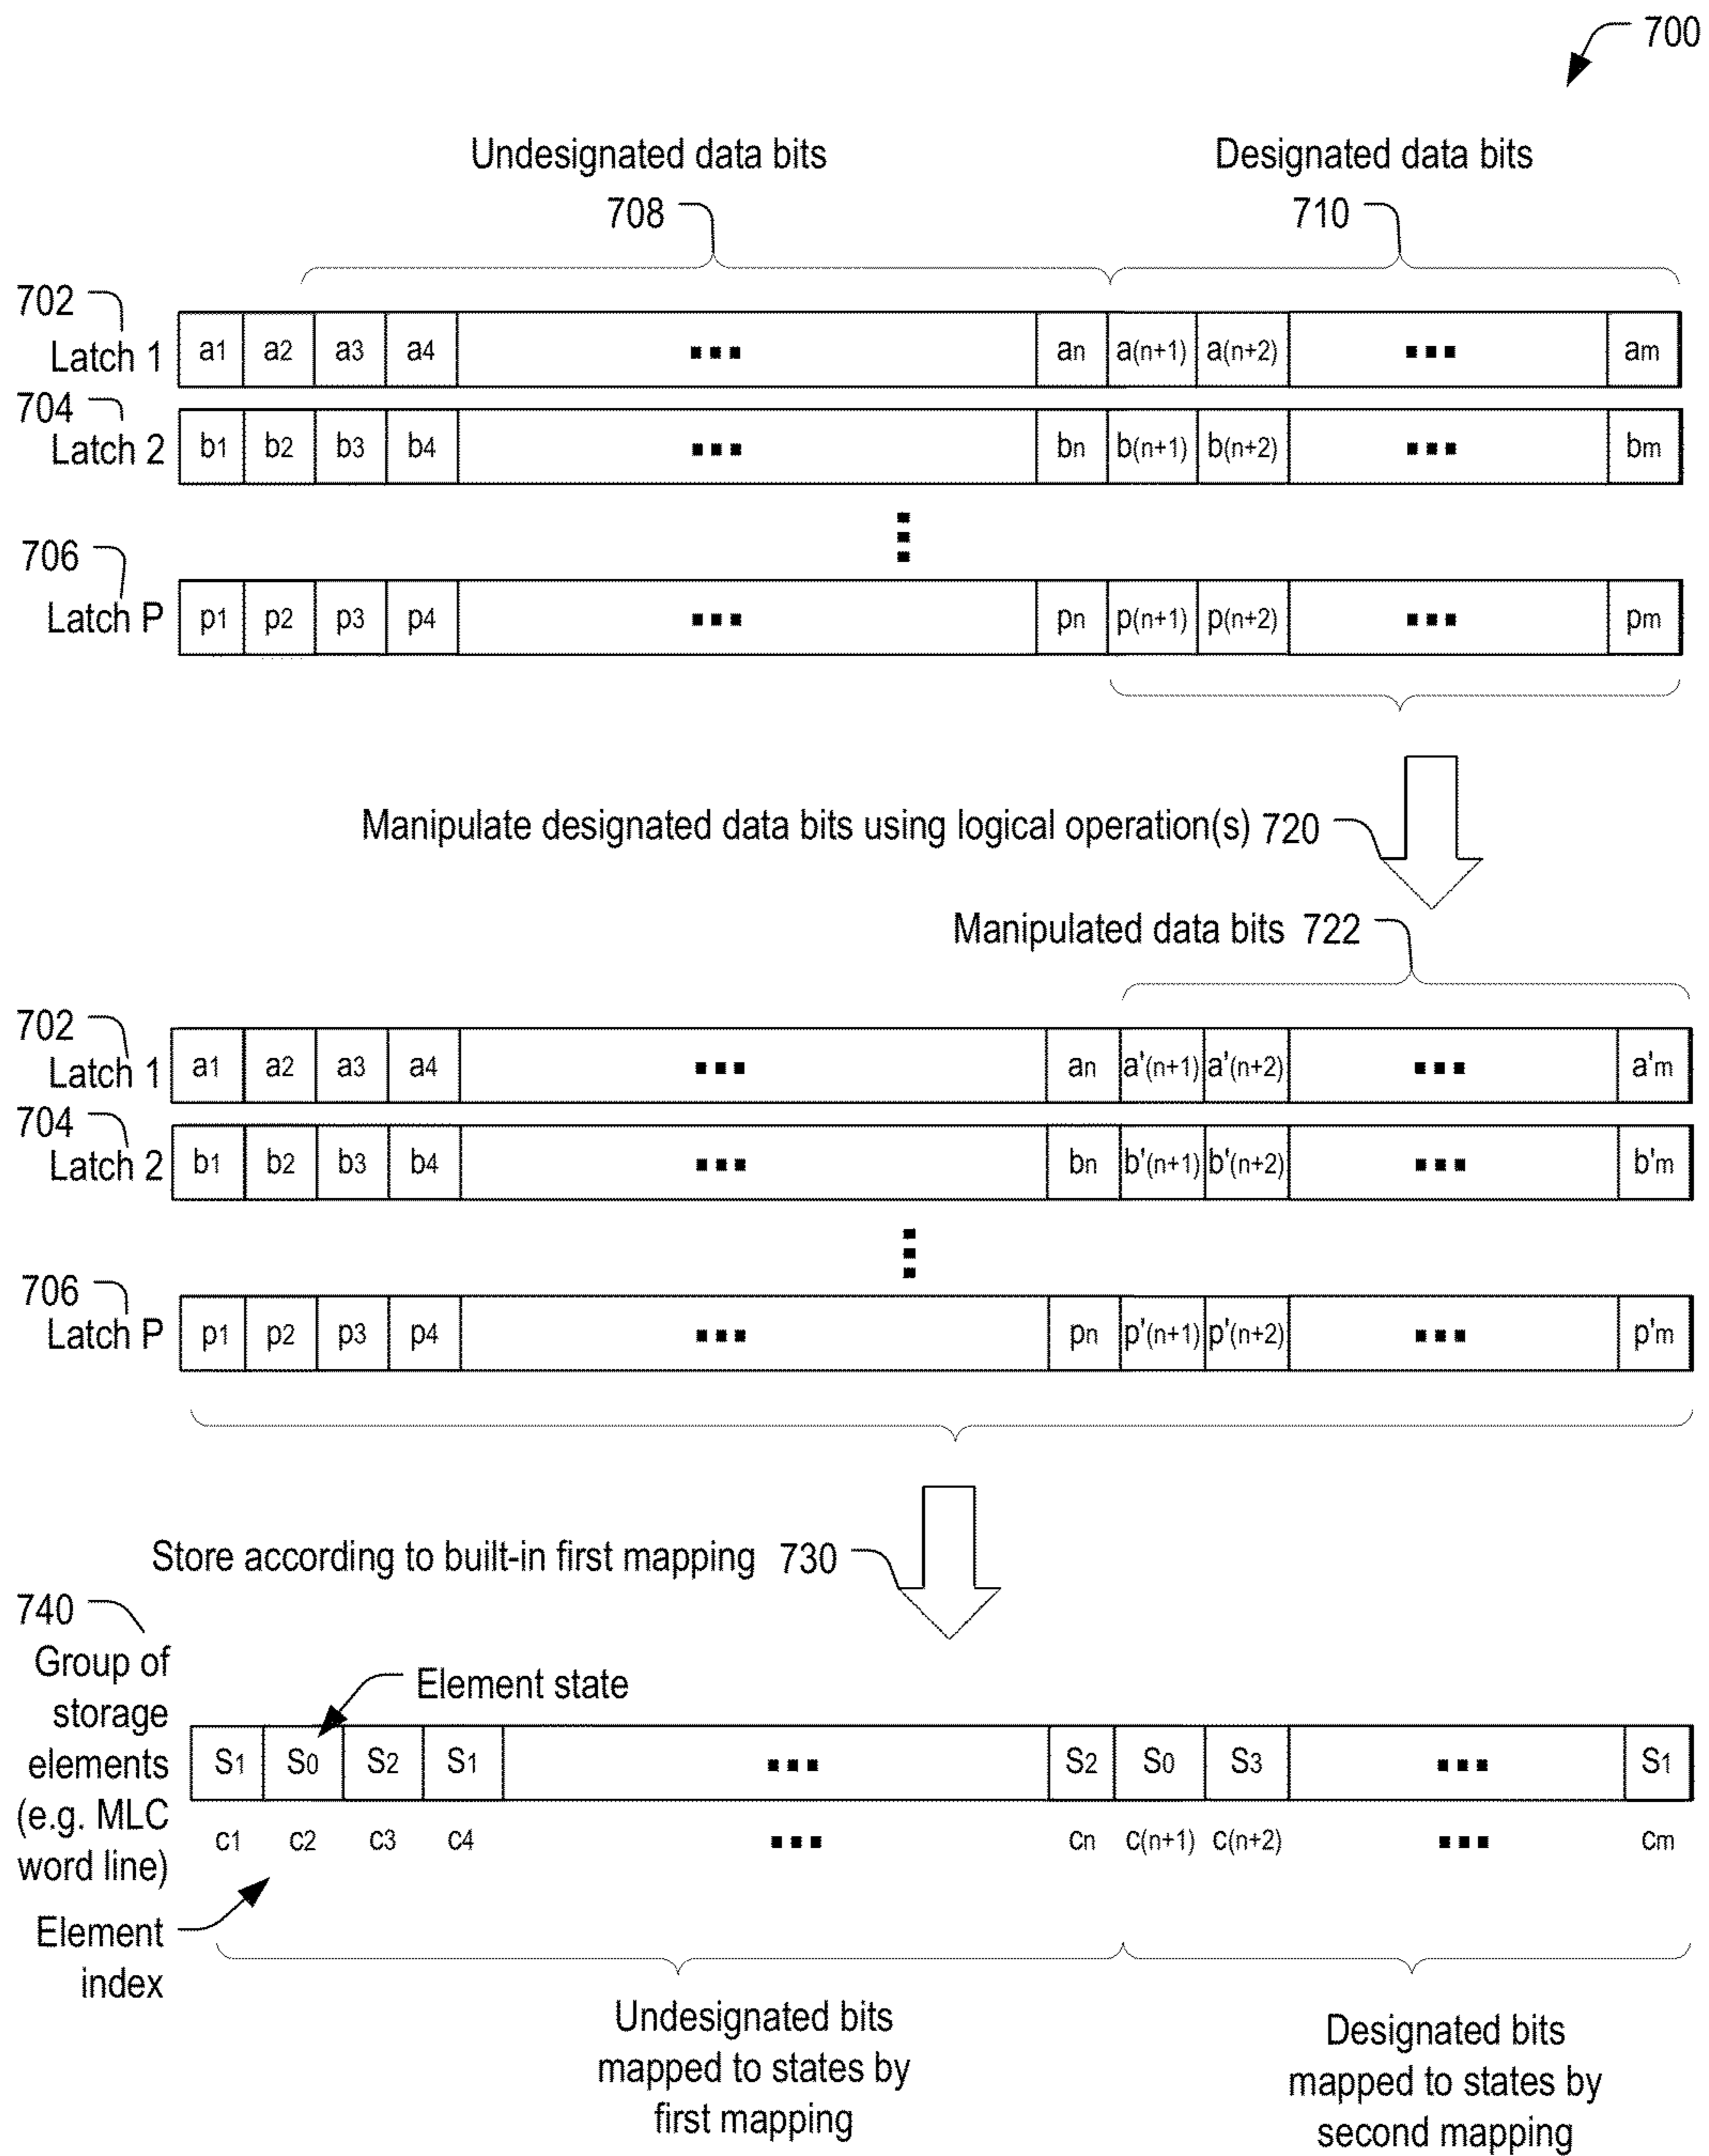 700
Undesignated data bits
Designated data bits
708
710
702
Latch 1
a1 a2 a3 a4 ... an a(n+1) a(n+2) ... am
704
Latch 2
b1 b2 b3 b4 ... bn b(n+1) b(n+2) ... bm
706
Latch P
p1 p2 p3 p4 ... pn p(n+1) p(n+2) ... pm
Manipulate designated data bits using logical operation(s) 720
Manipulated data bits 722
702
Latch 1
a1 a2 a3 a4 ... an a'(n+1) a'(n+2) ... a'm
704
Latch 2
b1 b2 b3 b4 ... bn b'(n+1) b'(n+2) ... b'm
706
Latch P
p1 p2 p3 p4 ... pn p'(n+1) p'(n+2) ... p'm
Store according to built-in first mapping 730
740
Group of
storage
elements
(e.g. MLC
word line)
Element state
S1 S0 S2 S1 ... S2 S0 S3 ... S1
c1 c2 c3 c4 ... cn c(n+1) c(n+2) ... cm
Element
index
Undesignated bits
mapped to states by
first mapping
Designated bits
mapped to states by
second mapping